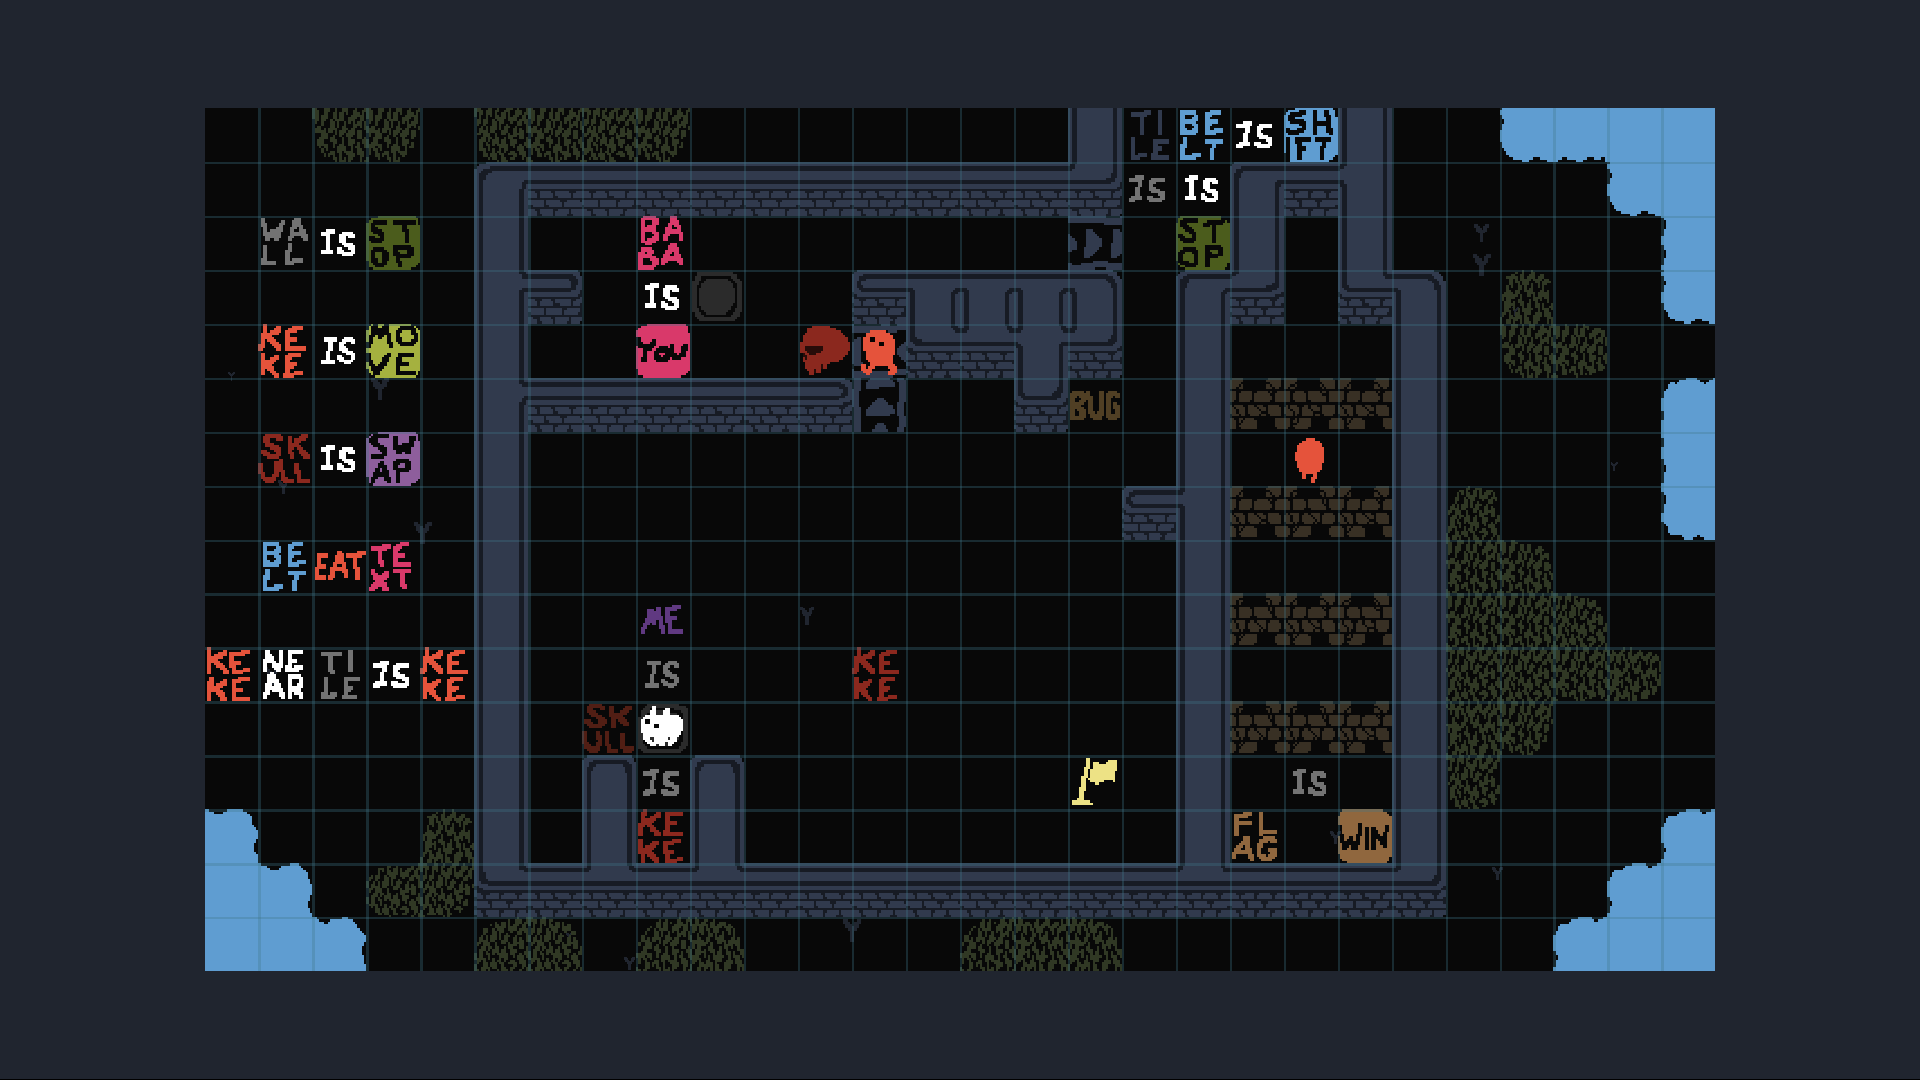 TILE BELT IS SHFT
IS IS
WALL IS STOP BABA STOP
IS
KEKE IS MOVE YOU
BUG
SKULL IS SWAP
BELT EAT TEXT
ME
KEKE NEAR TILE IS KEKE IS KEKE
SKULL
IS IS
KEKE FLAG WIN